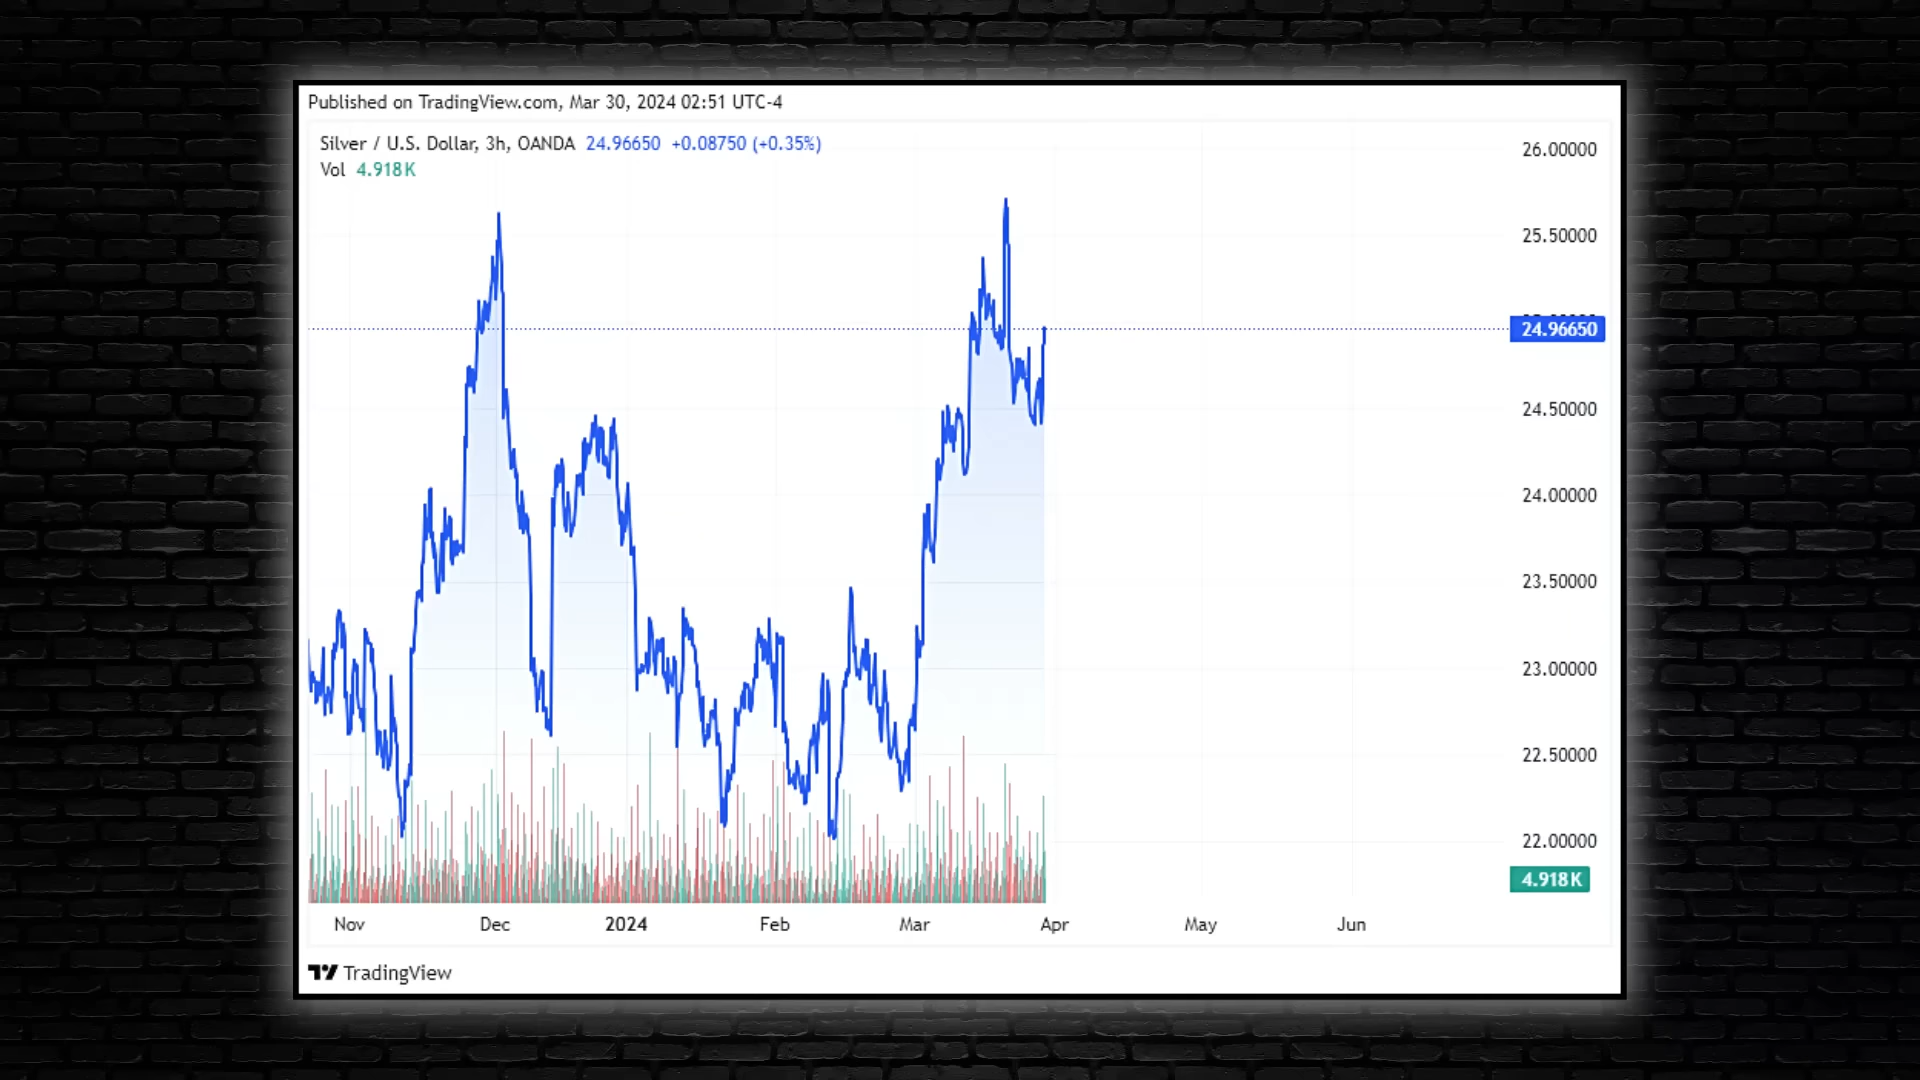 Published on TradingView.com, Mar 30, 2024 02:51 UTC-4
Silver / U.S. Dollar, 3h, OANDA 24.96650 +0.08750 (+0.35%)
Vol 4.918K
26.00000
25.50000
24.96650
24.50000
24.00000
23.50000
23.00000
22.50000
22.00000
4.918K
Nov Dec 2024 Feb Mar Apr May Jun
TradingView